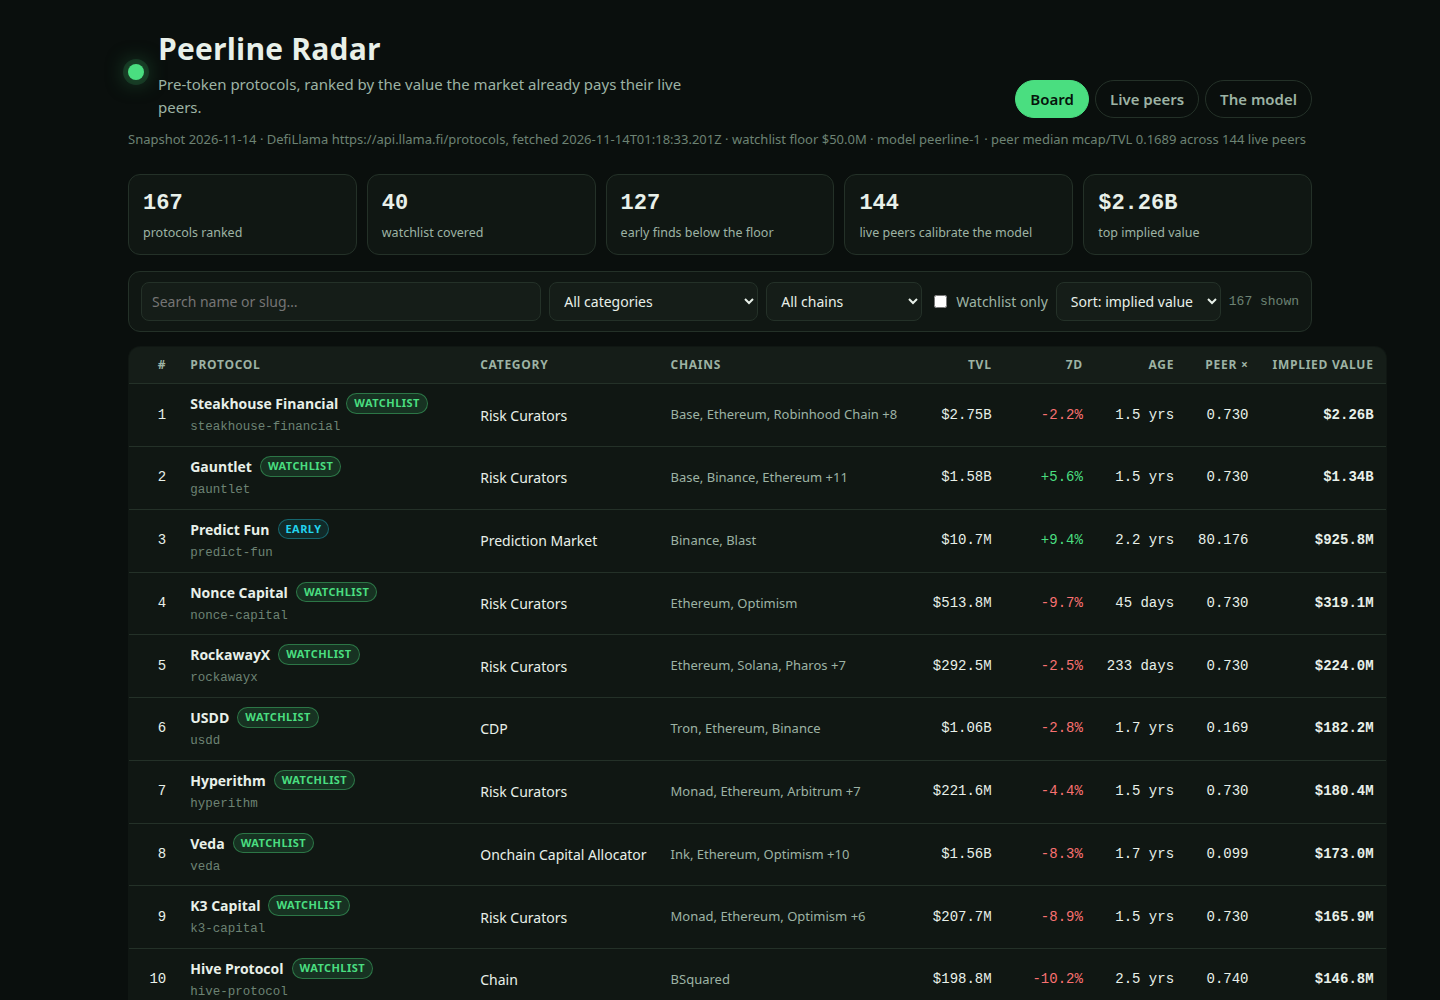 Peerline Radar
Pre-token protocols, ranked by the value the market already pays their live
peers.
Board Live peers The model
Snapshot 2026-11-14 · DefiLlama https://api.llama.fi/protocols, fetched 2026-11-14T01:18:33.201Z · watchlist floor $50.0M · model peerline-1 · peer median mcap/TVL 0.1689 across 144 live peers
167 40 127 144 $2.26B
protocols ranked watchlist covered early finds below the floor live peers calibrate the model top implied value
Search name or slug... All categories All chains Watchlist only Sort: implied value 167 shown
# PROTOCOL CATEGORY CHAINS TVL 7D AGE PEER × IMPLIED VALUE
1 Steakhouse Financial WATCHLIST Risk Curators Base, Ethereum, Robinhood Chain +8 $2.75B -2.2% 1.5 yrs 0.730 $2.26B
steakhouse-financial
2 Gauntlet WATCHLIST Risk Curators Base, Binance, Ethereum +11 $1.58B +5.6% 1.5 yrs 0.730 $1.34B
gauntlet
3 Predict Fun EARLY Prediction Market Binance, Blast $10.7M +9.4% 2.2 yrs 80.176 $925.8M
predict-fun
4 Nonce Capital WATCHLIST Risk Curators Ethereum, Optimism $513.8M -9.7% 45 days 0.730 $319.1M
nonce-capital
5 RockawayX WATCHLIST Risk Curators Ethereum, Solana, Pharos +7 $292.5M -2.5% 233 days 0.730 $224.0M
rockawayx
6 USDD WATCHLIST CDP Tron, Ethereum, Binance $1.06B -2.8% 1.7 yrs 0.169 $182.2M
usdd
7 Hyperithm WATCHLIST Risk Curators Monad, Ethereum, Arbitrum +7 $221.6M -4.4% 1.5 yrs 0.730 $180.4M
hyperithm
8 Veda WATCHLIST Onchain Capital Allocator Ink, Ethereum, Optimism +10 $1.56B -8.3% 1.7 yrs 0.099 $173.0M
veda
9 K3 Capital WATCHLIST Risk Curators Monad, Ethereum, Optimism +6 $207.7M -8.9% 1.5 yrs 0.730 $165.9M
k3-capital
10 Hive Protocol WATCHLIST Chain BSquared $198.8M -10.2% 2.5 yrs 0.740 $146.8M
hive-protocol